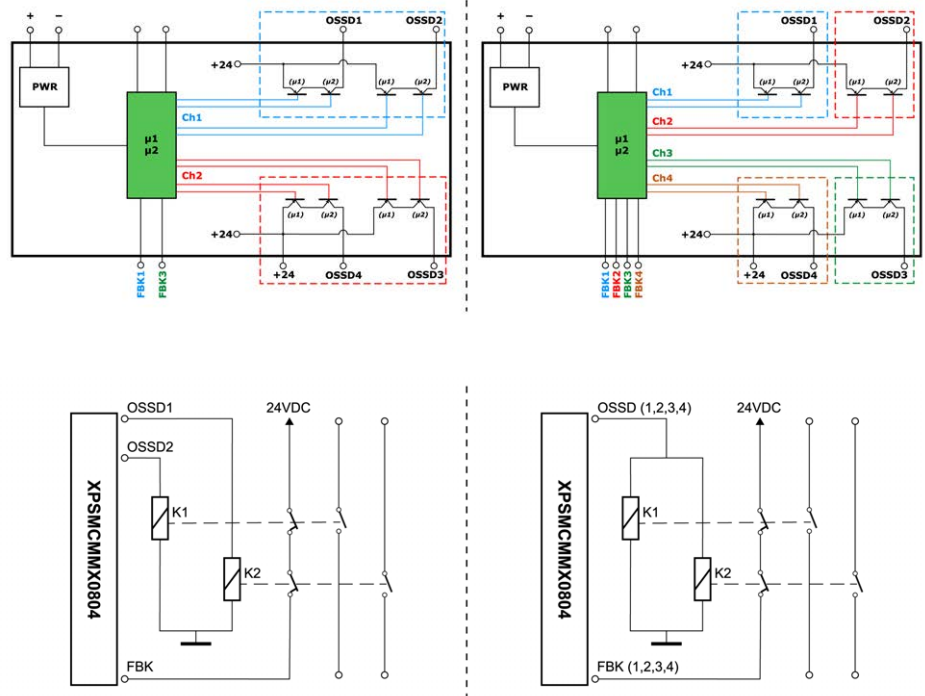 + -
OSSD1 OSSD2
+24
PWR
(µ1) (µ2) (µ1) (µ2)
Ch1
µ1
µ2
Ch2
(µ1) (µ2) (µ1) (µ2)
+24
+24 OSSD4 OSSD3
FBK1 FBK3
+ -
OSSD1 OSSD2
+24
PWR
(µ1) (µ2) (µ1) (µ2)
Ch1
Ch2
µ1
µ2
Ch3
Ch4
(µ1) (µ2) (µ1) (µ2)
+24
+24 OSSD4 OSSD3
FBK1 FBK2 FBK3 FBK4
OSSD1 24VDC
OSSD2
XPSMCMMX0804
K1
K2
FBK
OSSD (1,2,3,4) 24VDC
XPSMCMMX0804
K1
K2
FBK (1,2,3,4)